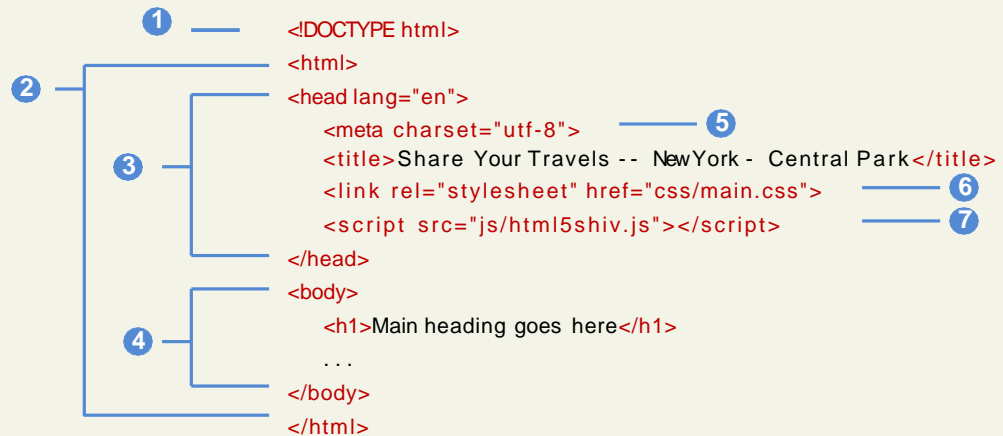 1 <!DOCTYPE html>
<html>
2 <head lang="en">
<meta charset="utf-8"> 5
3 <title>Share Your Travels -- New York - Central Park</title>
<link rel="stylesheet" href="css/main.css"> 6
<script src="js/html5shiv.js"></script> 7
</head>
<body>
<h1>Main heading goes here</h1>
4 ...
</body>
</html>